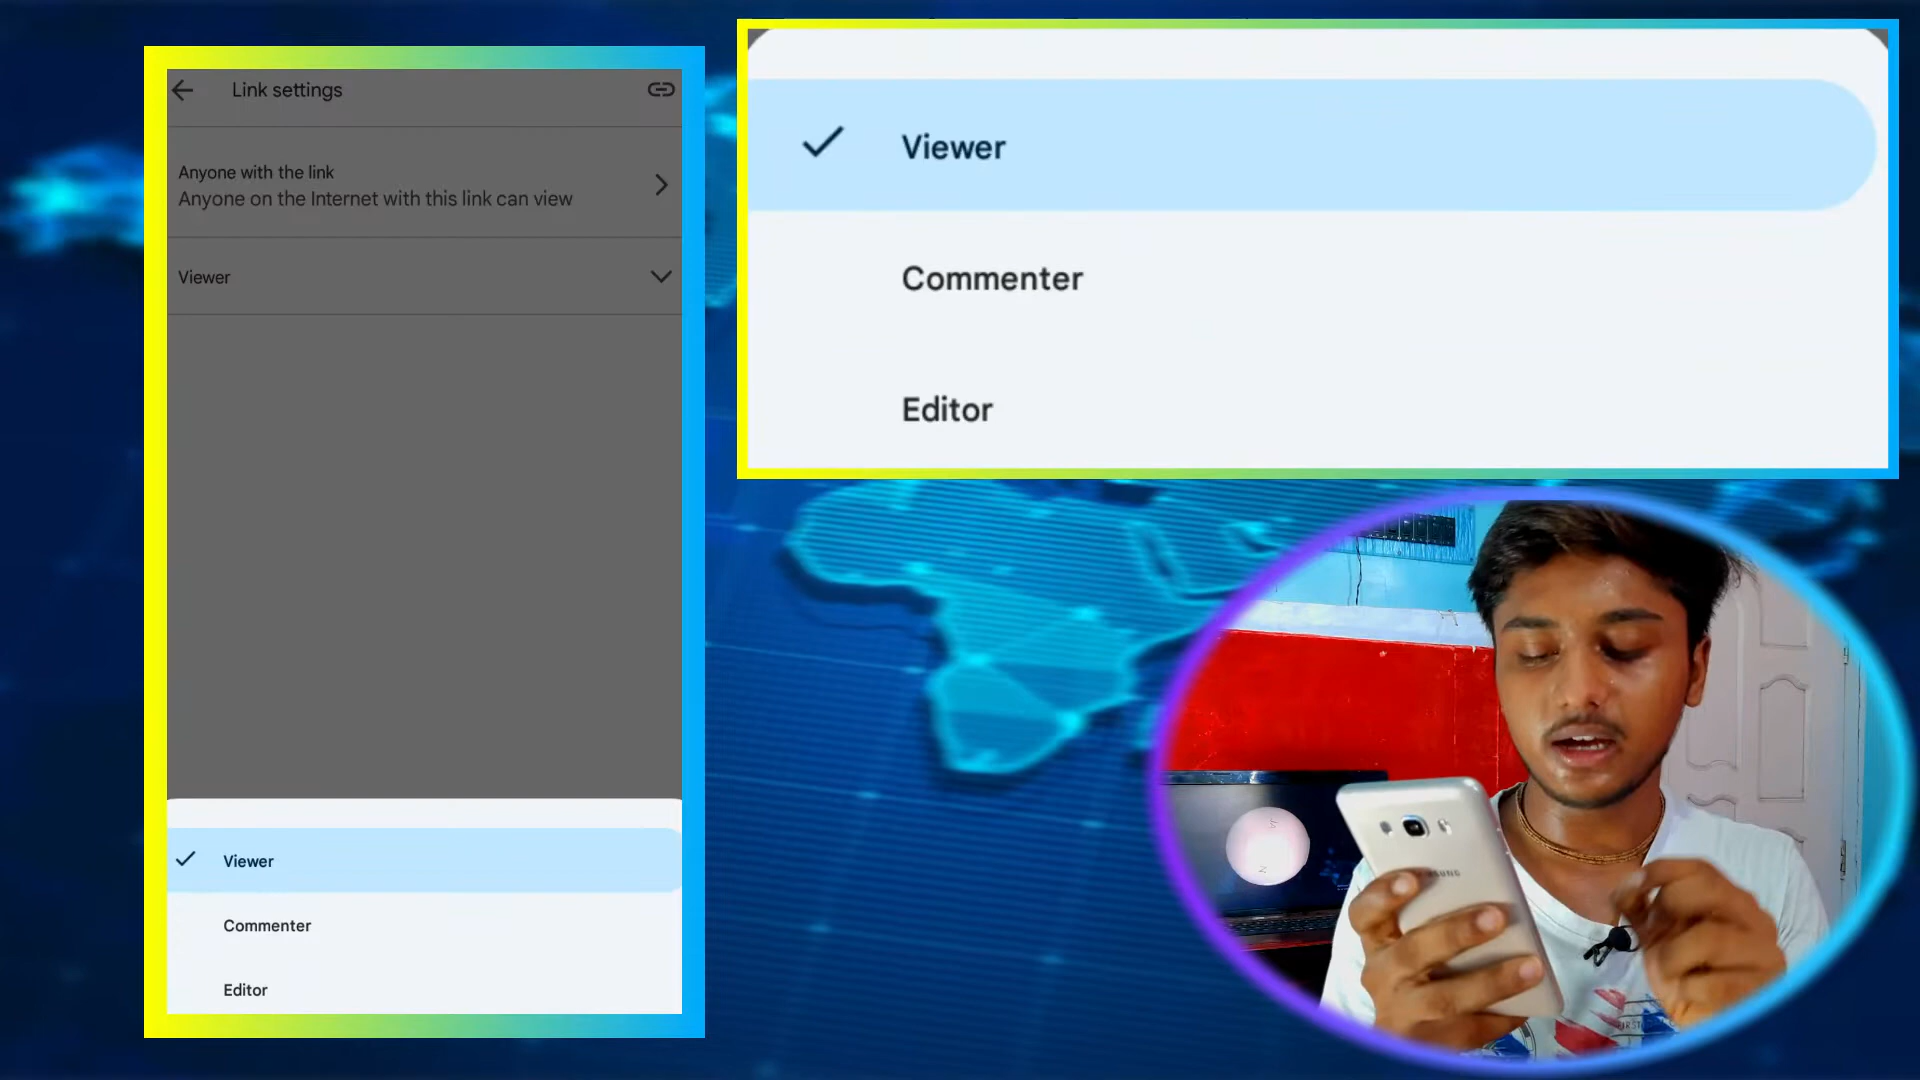 Link settings
Anyone with the link
Anyone on the Internet with this link can view
Viewer
Viewer
Commenter
Editor
Viewer
Commenter
Editor